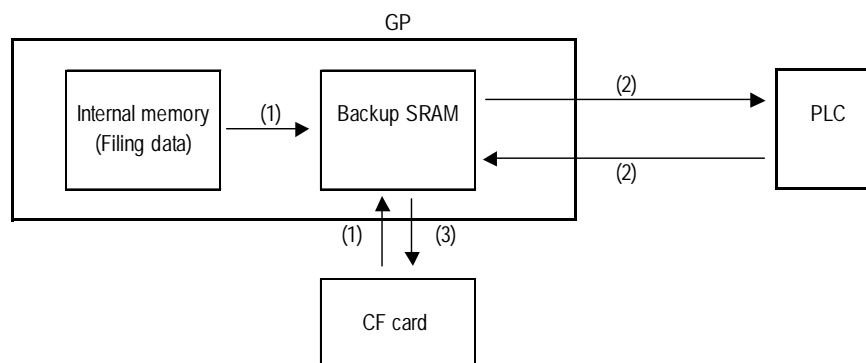 GP
Internal memory
(Filing data)
(1)
Backup SRAM
(2)
PLC
(2)
(1)
(3)
CF card